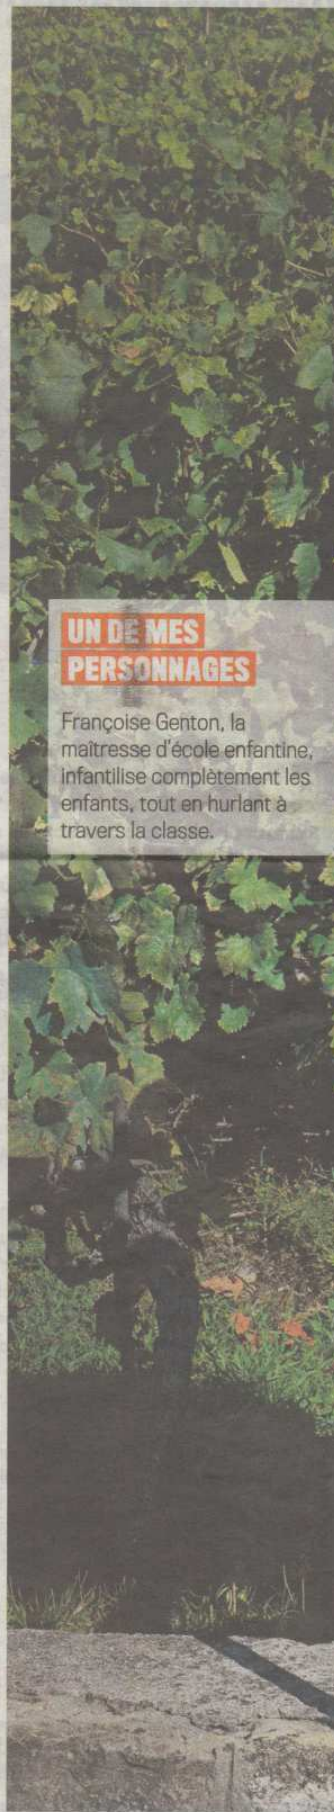 UN DE MES
PERSONNAGES
Françoise Genton, la
maîtresse d'école enfantine,
infantilise complètement les
enfants, tout en hurlant à
travers la classe.